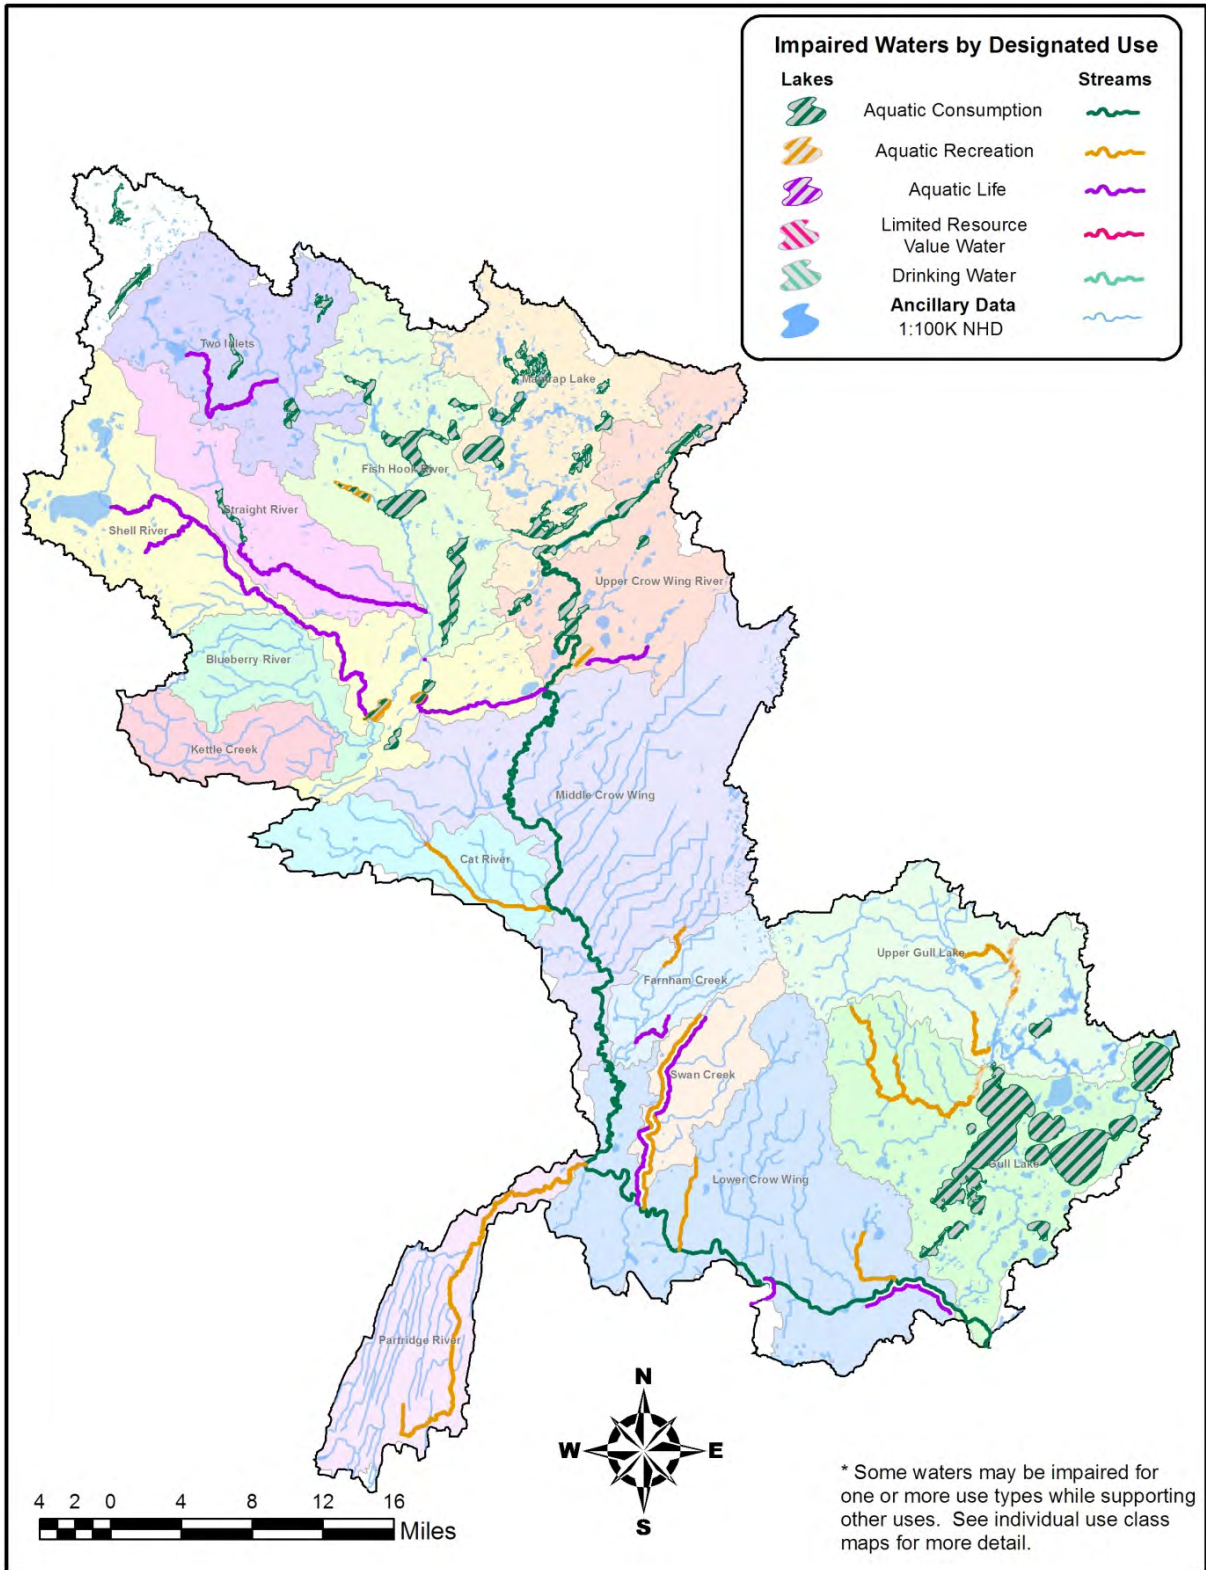 Impaired Waters by Designated Use
Lakes
Streams
Aquatic Consumption
Aquatic Recreation
Aquatic Life
Limited Resource
Value Water
Drinking Water
Ancillary Data
1:100K NHD
Two Inlets
Mantrap Lake
Fish Hook River
Straight River
Shell River
Upper Crow Wing River
Blueberry River
Kettle Creek
Middle Crow Wing
Cat River
Upper Gull Lake
Farnham Creek
Swan Creek
Gull Lake
Lower Crow Wing
Partridge River
N
W
E
S
4 2 0 4 8 12 16
Miles
* Some waters may be impaired for
one or more use types while supporting
other uses. See individual use class
maps for more detail.